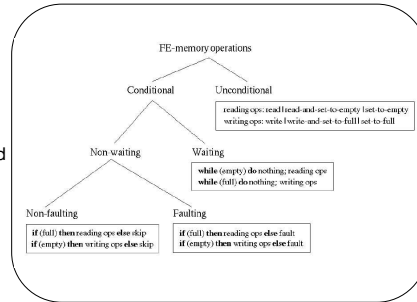 FE-memory operations
Conditional
Unconditional
reading ops: read|read-and-set-to-empty|set-to-empty
writing ops: write|write-and-set-to-full|set-to-full
Non-waiting
Waiting
while (empty) do nothing; reading ops
while (full) do nothing; writing ops
Non-faulting
Faulting
if (full) then reading ops else skip
if (empty) then writing ops else skip
if (full) then reading ops else fault
if (empty) then writing ops else fault